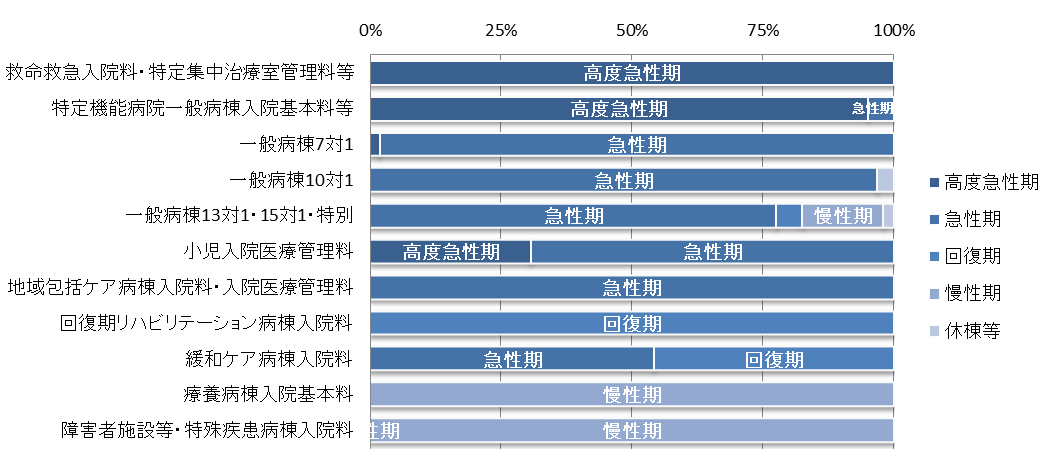 0% 25% 50% 75% 100%
救命救急入院料・特定集中治療室管理料等 高度急性期
特定機能病院一般病棟入院基本料等 高度急性期 急性期
一般病棟7対1 急性期
一般病棟10対1 急性期
一般病棟13対1・15対1・特別 急性期 慢性期
小児入院医療管理料 高度急性期 急性期
地域包括ケア病棟入院料・入院医療管理料 急性期
回復期リハビリテーション病棟入院料 回復期
緩和ケア病棟入院料 急性期 回復期
療養病棟入院基本料 慢性期
障害者施設等・特殊疾患病棟入院料 性期 慢性期
高度急性期
急性期
回復期
慢性期
休棟等